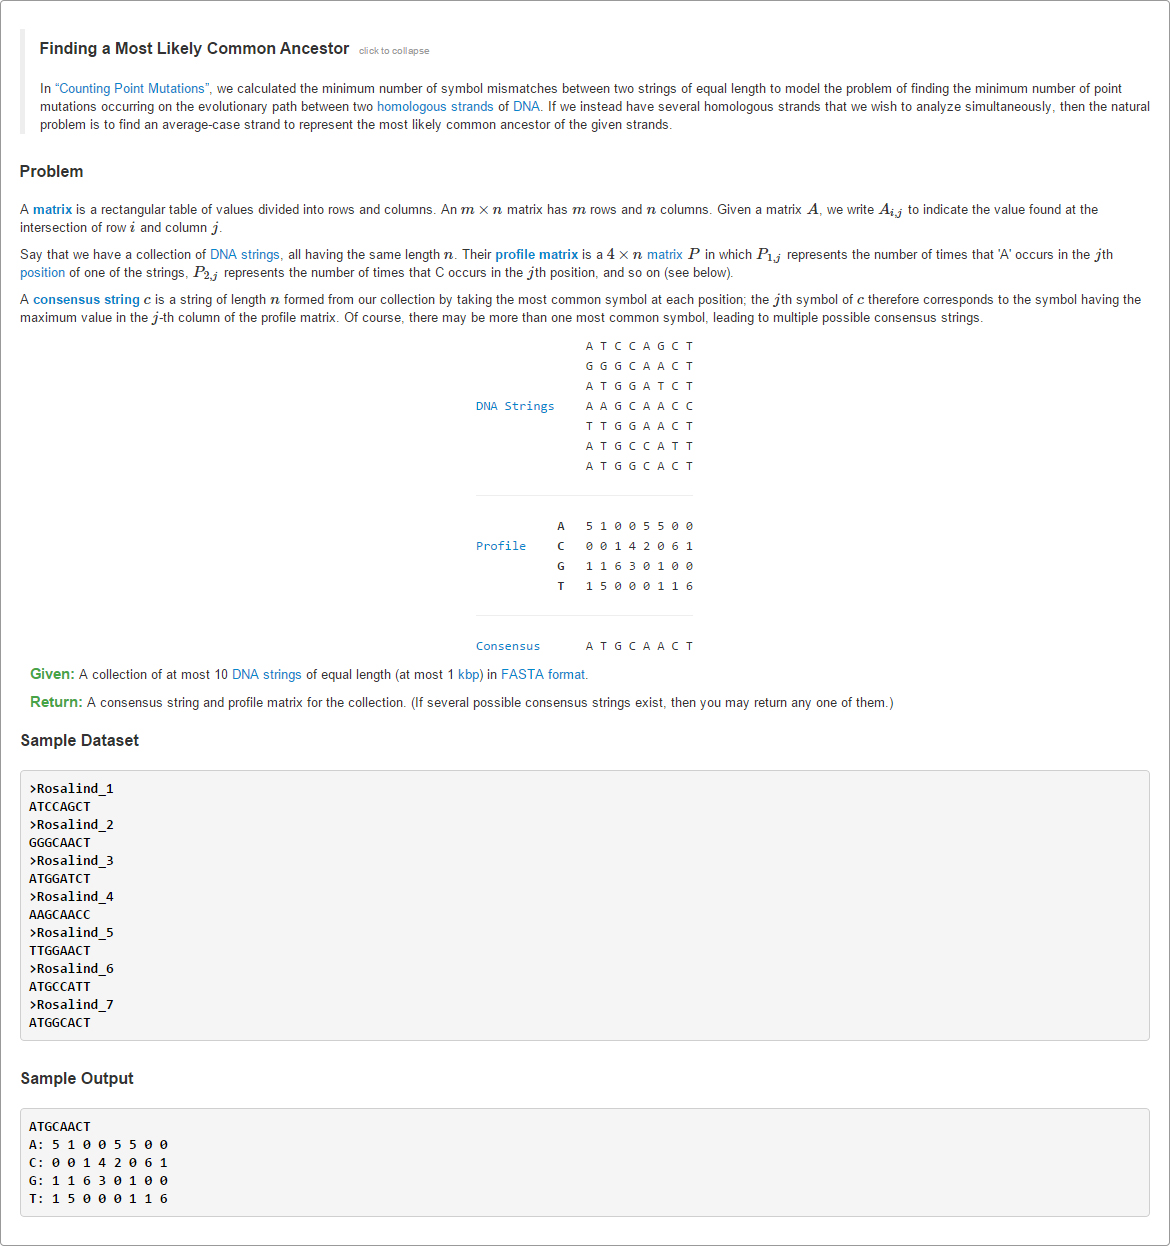 Finding a Most Likely Common Ancestor click to collapse
In “Counting Point Mutations”, we calculated the minimum number of symbol mismatches between two strings of equal length to model the problem of finding the minimum number of point
mutations occurring on the evolutionary path between two homologous strands of DNA. If we instead have several homologous strands that we wish to analyze simultaneously, then the natural
problem is to find an average-case strand to represent the most likely common ancestor of the given strands.
Problem
A matrix is a rectangular table of values divided into rows and columns. An m × n matrix has m rows and n columns. Given a matrix A, we write A_{i,j} to indicate the value found at the
intersection of row i and column j.
Say that we have a collection of DNA strings, all having the same length n. Their profile matrix is a 4 × n matrix P in which P_{1,j} represents the number of times that 'A' occurs in the jth
position of one of the strings, P_{2,j} represents the number of times that C occurs in the jth position, and so on (see below).
A consensus string c is a string of length n formed from our collection by taking the most common symbol at each position; the jth symbol of c therefore corresponds to the symbol having the
maximum value in the j-th column of the profile matrix. Of course, there may be more than one most common symbol, leading to multiple possible consensus strings.
A T C C A G C T
G G G C A A C T
A T G G A T C T
DNA Strings A A G C A A C C
T T G G A A C T
A T G C C A T T
A T G G C A C T
A 5 1 0 0 5 5 0 0
Profile C 0 0 1 4 2 0 6 1
G 1 1 6 3 0 1 0 0
T 1 5 0 0 0 1 1 6
Consensus A T G C A A C T
Given: A collection of at most 10 DNA strings of equal length (at most 1 kbp) in FASTA format.
Return: A consensus string and profile matrix for the collection. (If several possible consensus strings exist, then you may return any one of them.)
Sample Dataset
>Rosalind_1
ATCCAGCT
>Rosalind_2
GGGCAACT
>Rosalind_3
ATGGATCT
>Rosalind_4
AAGCAACC
>Rosalind_5
TTGGAACT
>Rosalind_6
ATGCCATT
>Rosalind_7
ATGGCACT
Sample Output
ATGCAACT
A: 5 1 0 0 5 5 0 0
C: 0 0 1 4 2 0 6 1
G: 1 1 6 3 0 1 0 0
T: 1 5 0 0 0 1 1 6